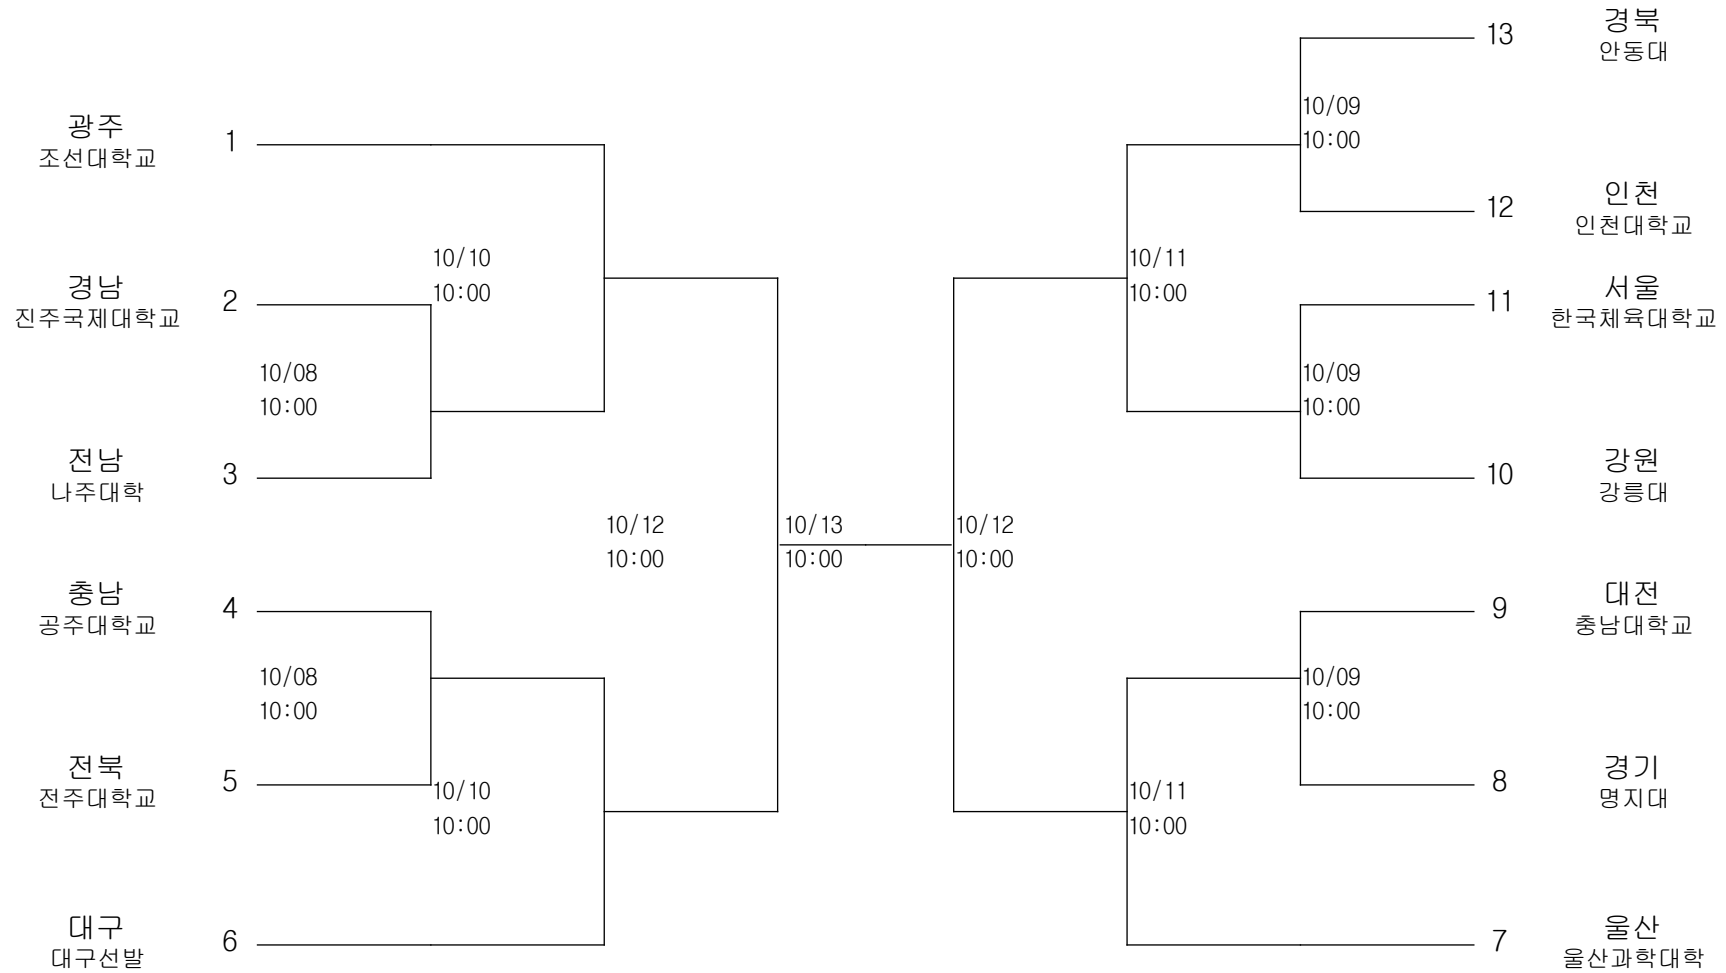 광주
조선대학교
1
경남
진주국제대학교
2
10/08
10:00
전남
나주대학
3
10/10
10:00
충남
공주대학교
4
10/08
10:00
전북
전주대학교
5
10/10
10:00
대구
대구선발
6
10/12
10:00
10/13
10:00
10/12
10:00
13
경북
안동대
10/09
10:00
12
인천
인천대학교
10/11
10:00
11
서울
한국체육대학교
10/09
10:00
10
강원
강릉대
9
대전
충남대학교
10/09
10:00
8
경기
명지대
10/11
10:00
7
울산
울산과학대학